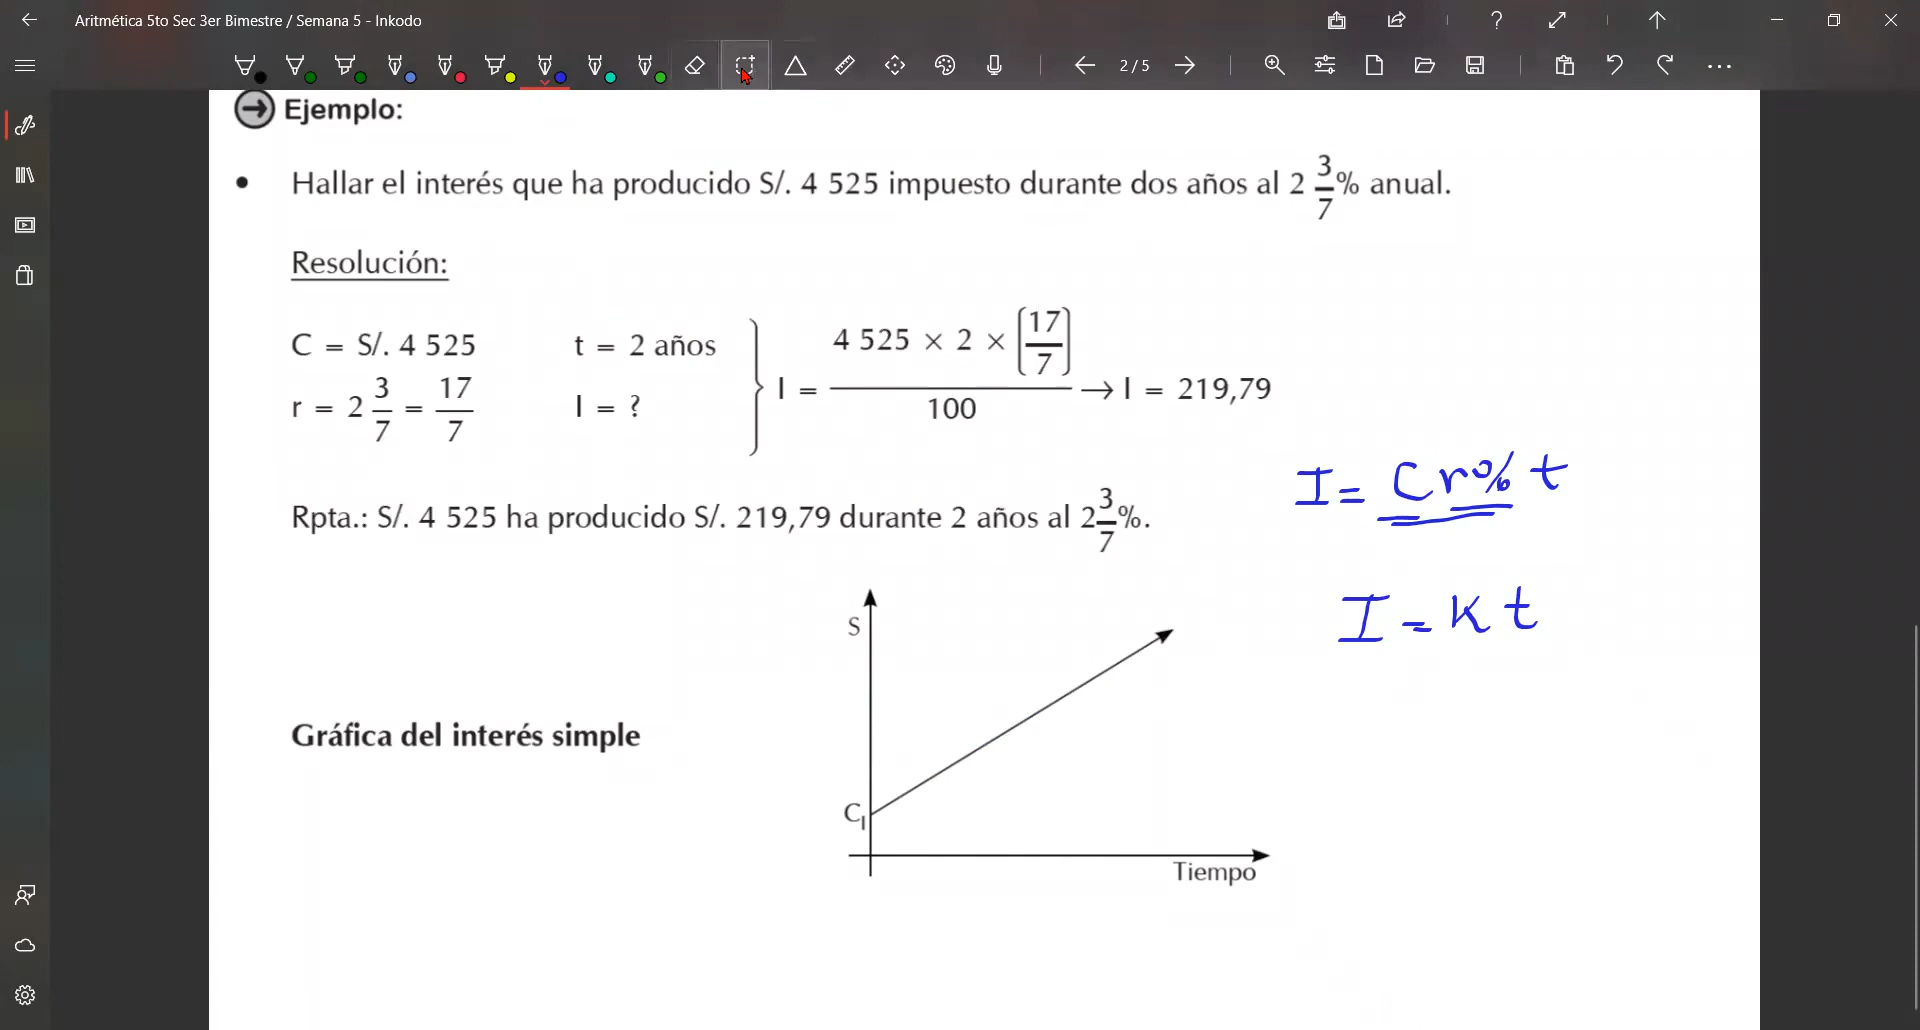 Aritmética 5to Sec 3er Bimestre / Semana 5 - Inkodo
2 / 5
Ejemplo:
• Hallar el interés que ha producido S/. 4 525 impuesto durante dos años al 2 3/7 % anual.
Resolución:
C = S/. 4 525 t = 2 años
r = 2 3/7 = 17/7 I = ?
I = 4 525 × 2 × [17/7] / 100 → I = 219,79
I = C r% t
Rpta.: S/. 4 525 ha producido S/. 219,79 durante 2 años al 2 3/7 %.
I = K t
S
Gráfica del interés simple
C_I
Tiempo